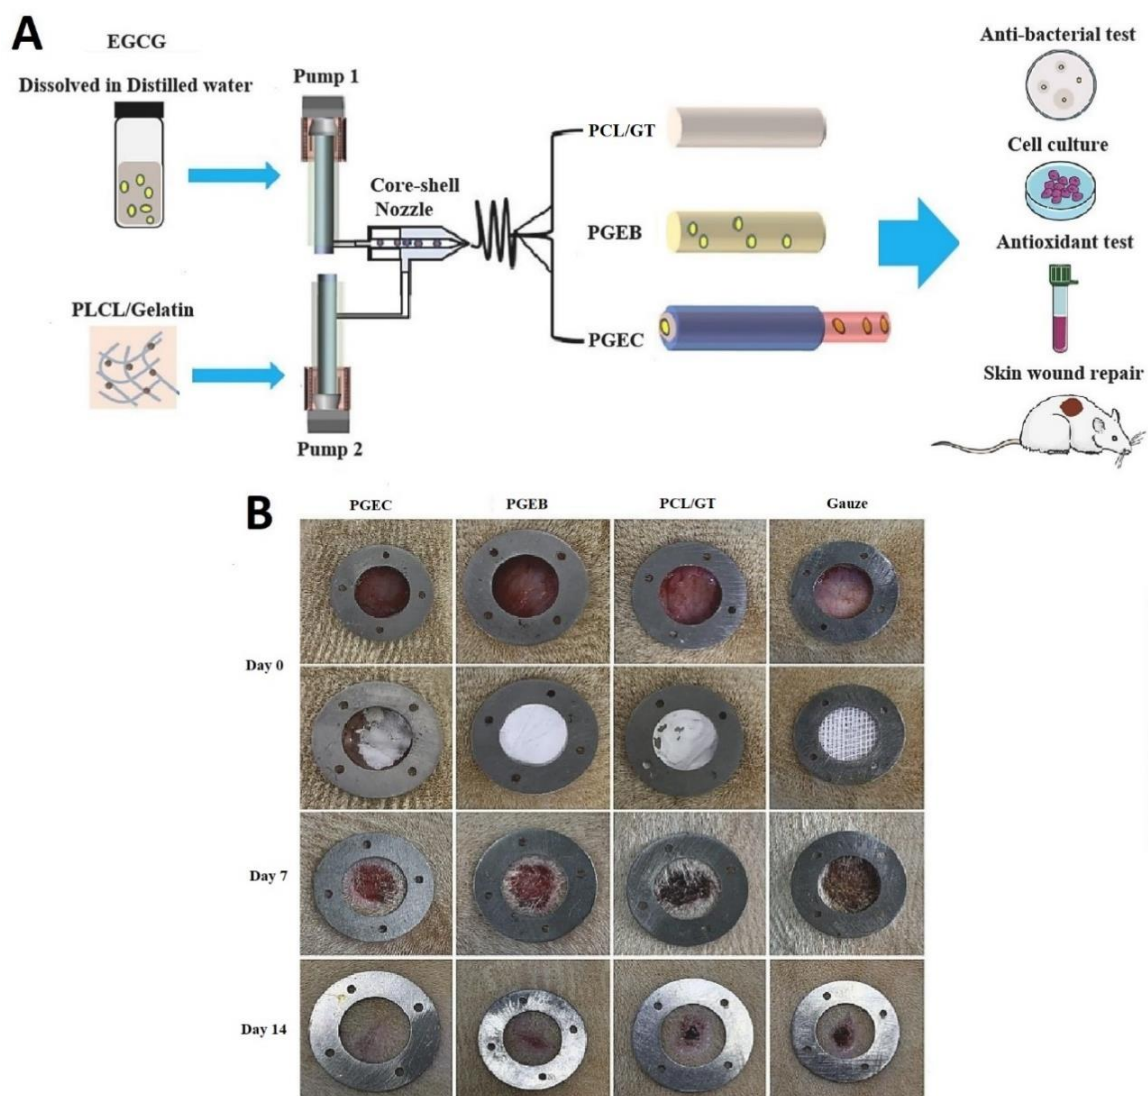 A
EGCG
Dissolved in Distilled water
Pump 1
Core-shell
Nozzle
PLCL/Gelatin
Pump 2
PCL/GT
PGEB
PGEC
Anti-bacterial test
Cell culture
Antioxidant test
Skin wound repair
B
PGEC PGEB PCL/GT Gauze
Day 0
Day 7
Day 14